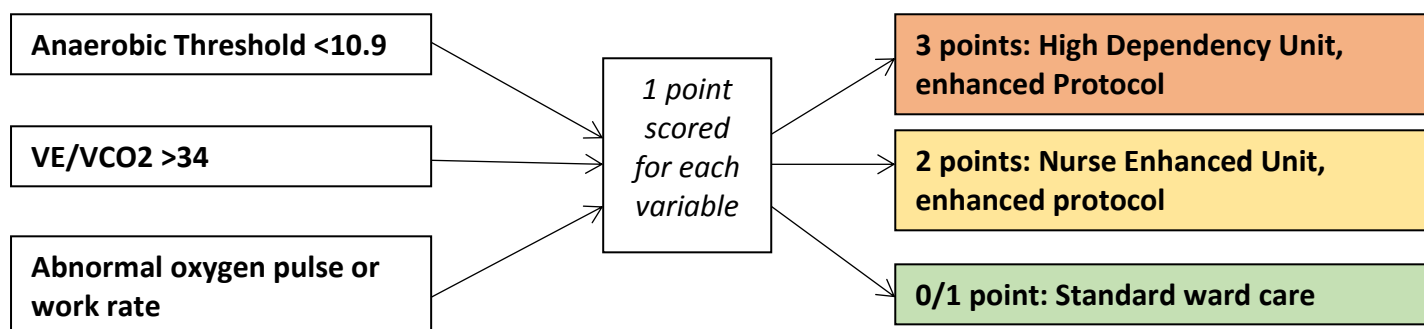 Anaerobic Threshold <10.9
VE/VCO2 >34
Abnormal oxygen pulse or
work rate
1 point
scored
for each
variable
3 points: High Dependency Unit,
enhanced Protocol
2 points: Nurse Enhanced Unit,
enhanced protocol
0/1 point: Standard ward care